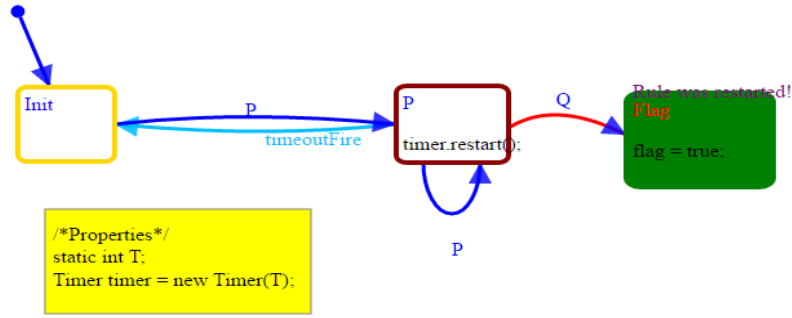 Init
P
timeoutFire
P
timer.restart();
P
Q
Rule was restarted!
Flag
flag = true;
/*Properties*/
static int T;
Timer timer = new Timer(T);